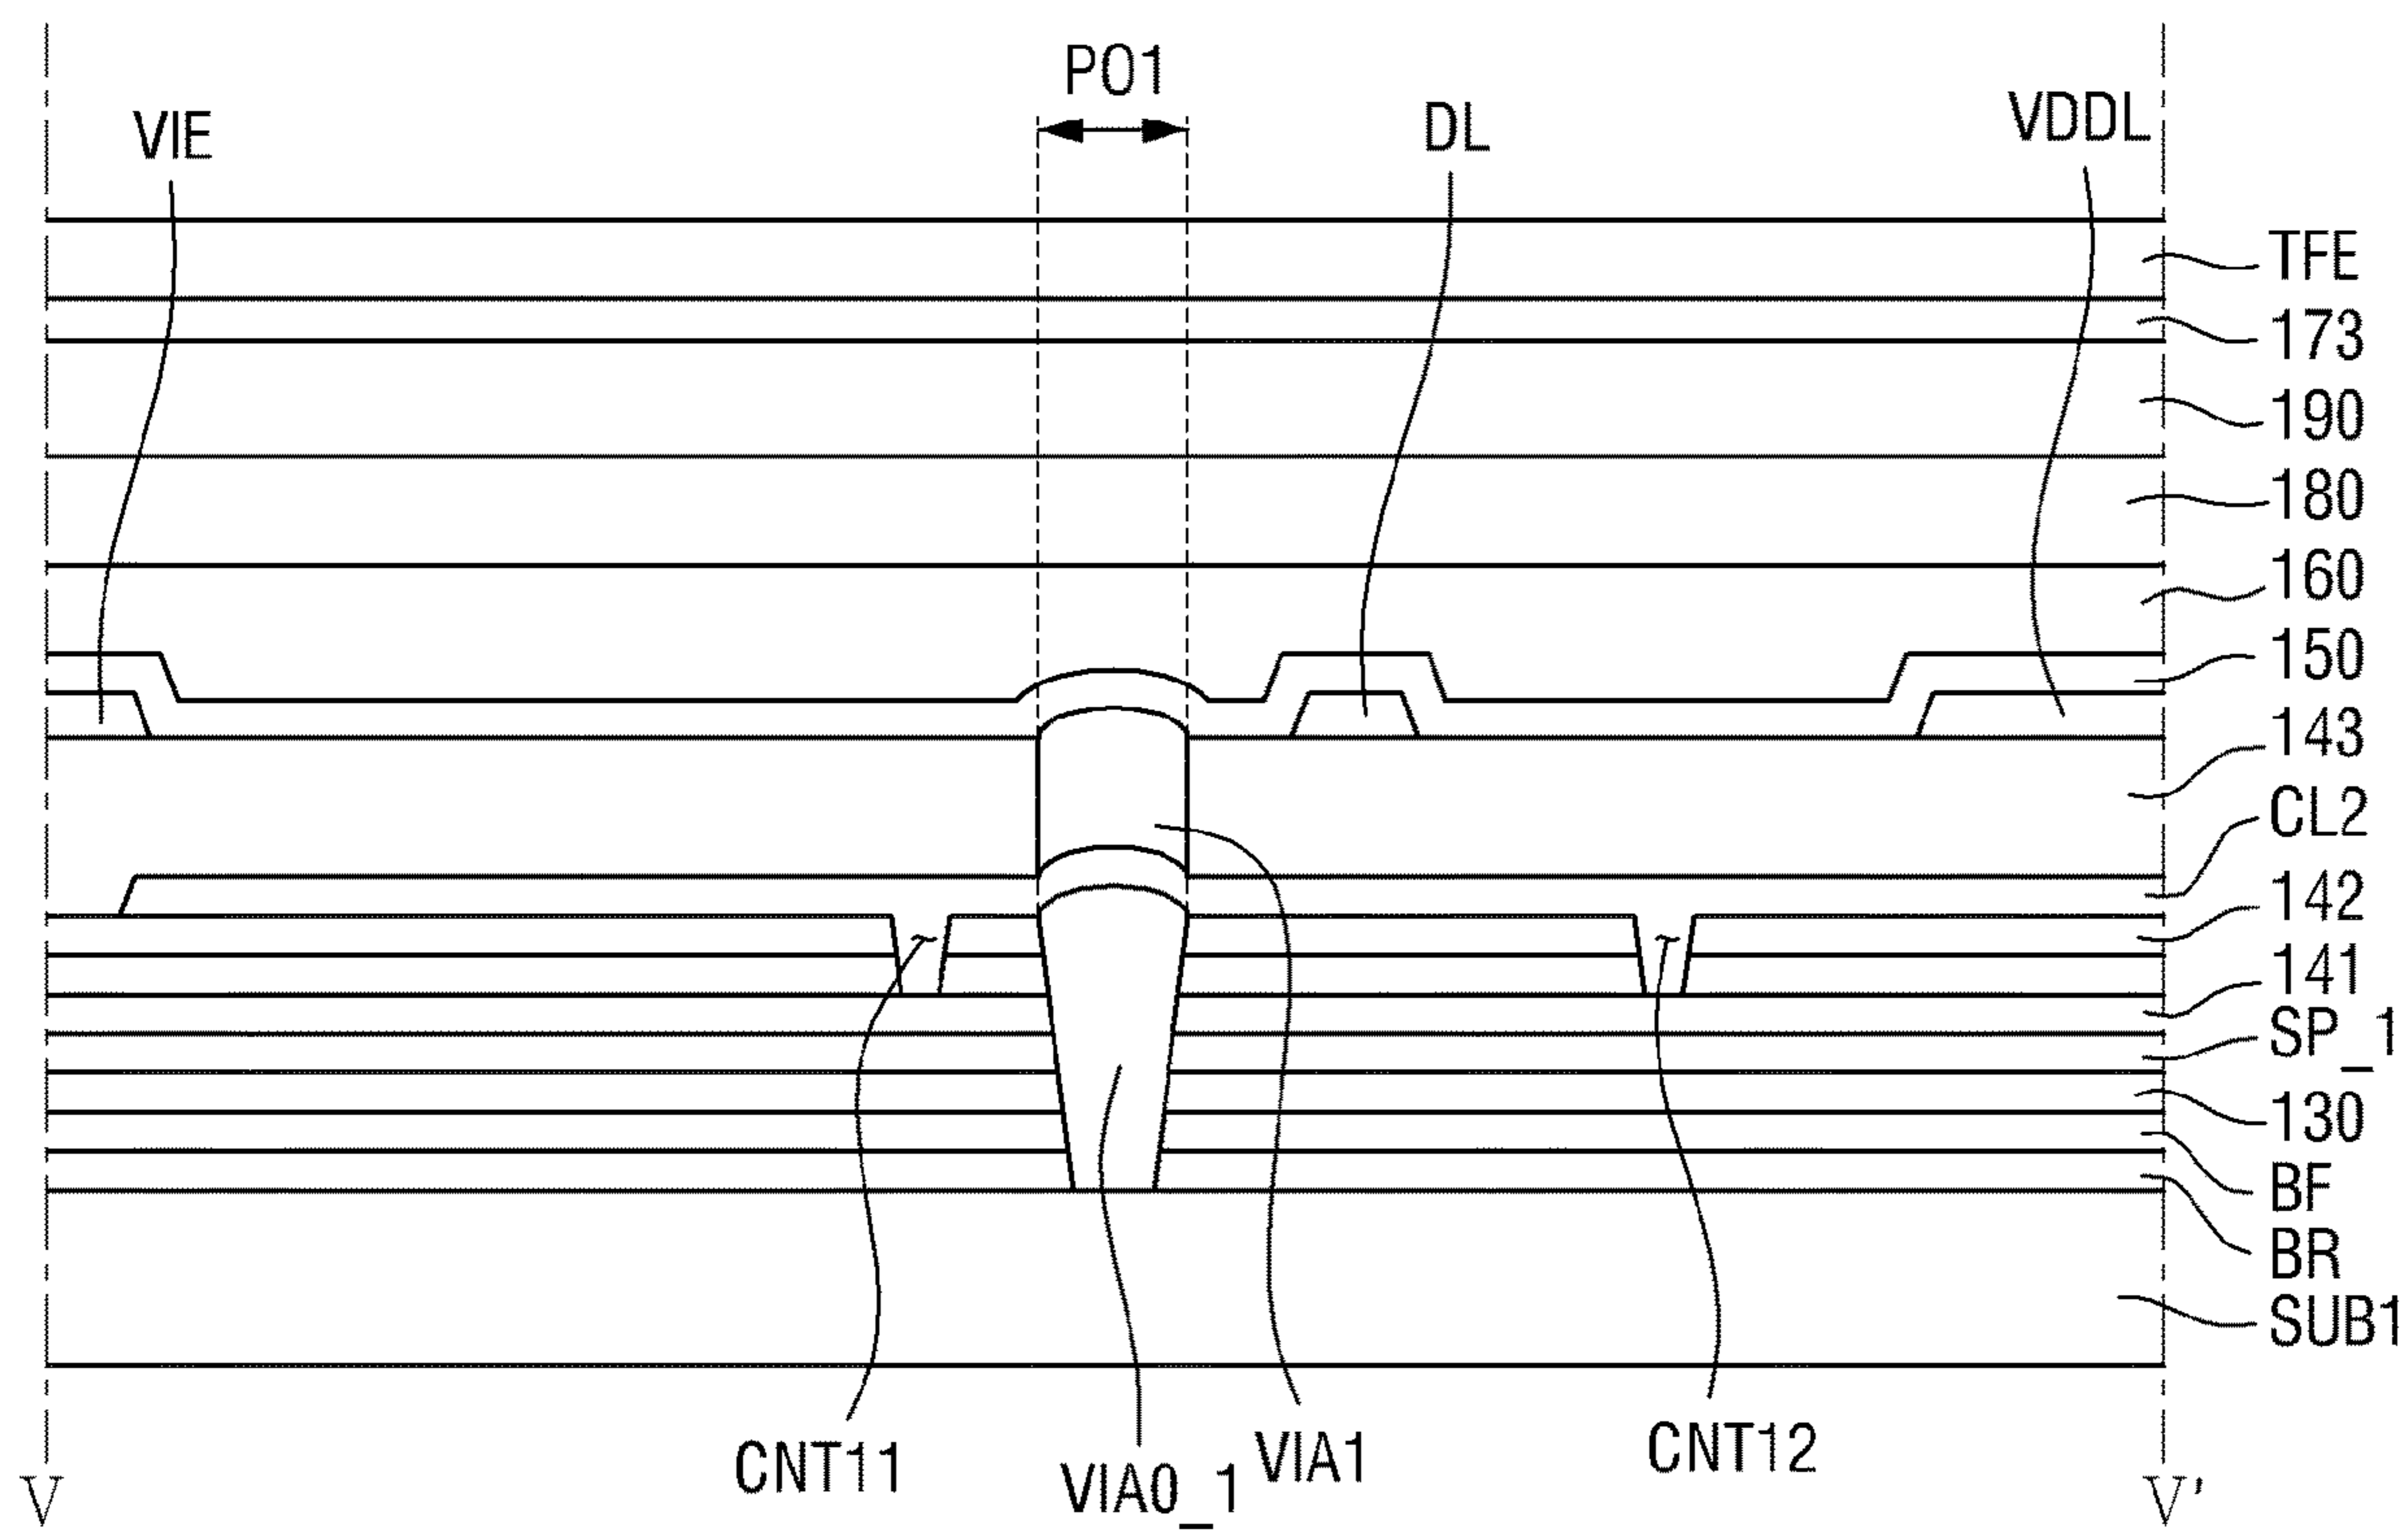 PO1
VIE
DL
VDDL
TFE
173
190
180
160
150
143
CL2
142
141
SP_1
130
BF
BR
SUB1
CNT11
VIA0_1
VIA1
CNT12
V
V'